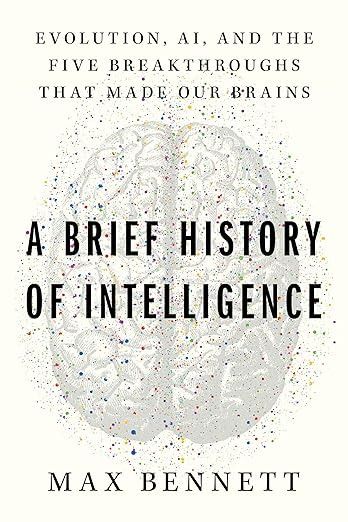 EVOLUTION, AI, AND THE
FIVE BREAKTHROUGHS
THAT MADE OUR BRAINS
A BRIEF HISTORY
OF INTELLIGENCE
MAX BENNETT